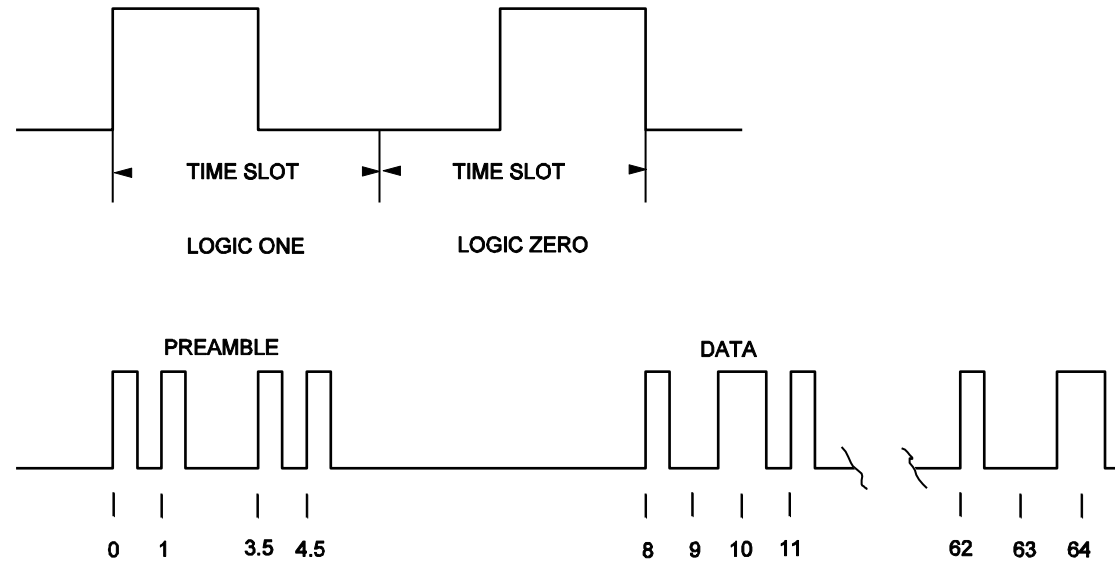 TIME SLOT TIME SLOT
LOGIC ONE LOGIC ZERO
PREAMBLE DATA
0 1 3.5 4.5 8 9 10 11 62 63 64